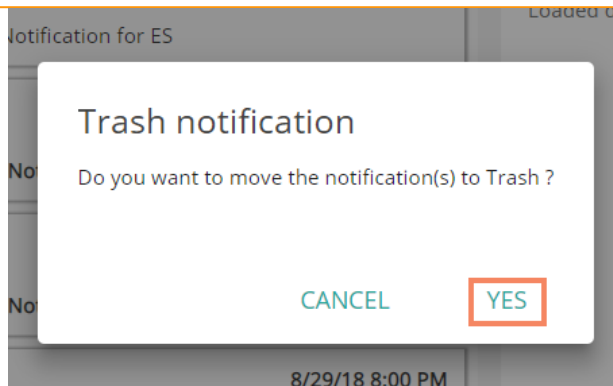 Loaded
Notification for ES
Trash notification
Do you want to move the notification(s) to Trash ?
CANCEL YES
8/29/18 8:00 PM